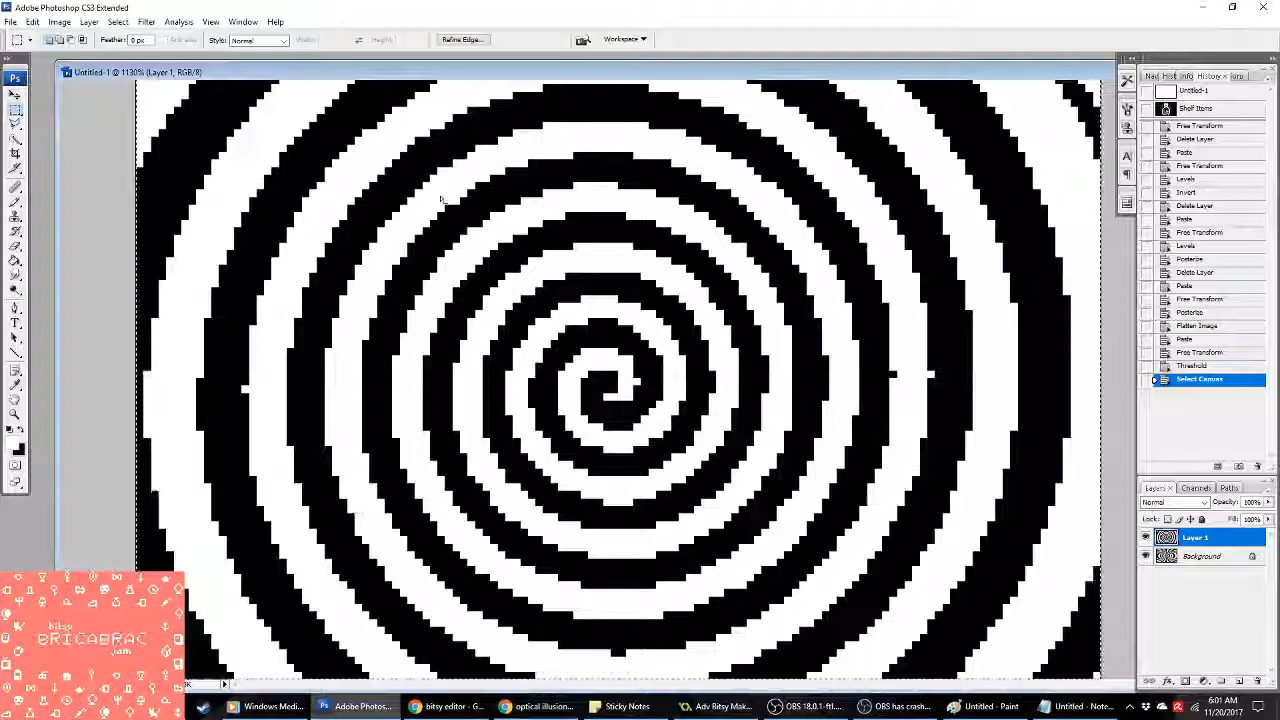 Adobe Photoshop CS3 Extended
File Edit Image Layer Select Filter Analysis View Window Help
Feather: 0 px Style: Normal Height: Refine Edge... Workspace
Untitled-1 @ 1130% (Layer 1, RGB/8)
History
Untitled-1
Shelf Items
Free Transform
Delete Layer
Paste
Free Transform
Levels
Invert
Delete Layer
Paste
Free Transform
Levels
Posterize
Delete Layer
Paste
Free Transform
Posterize
Flatten Image
Paste
Free Transform
Threshold
Select Canvas
Layers Channels Paths
Normal Opacity: 100%
Lock: Fill: 100%
Layer 1
Background
bitsy
BRICABRAC
jam
Windows Medi... Adobe Photos... bitsy editor - G... optical illusion... Sticky Notes Adv Bitsy Mak... OBS 18.0.1- OBS has crash... Untitled - Paint Untitled - Note...
6:01 AM
11/20/2017